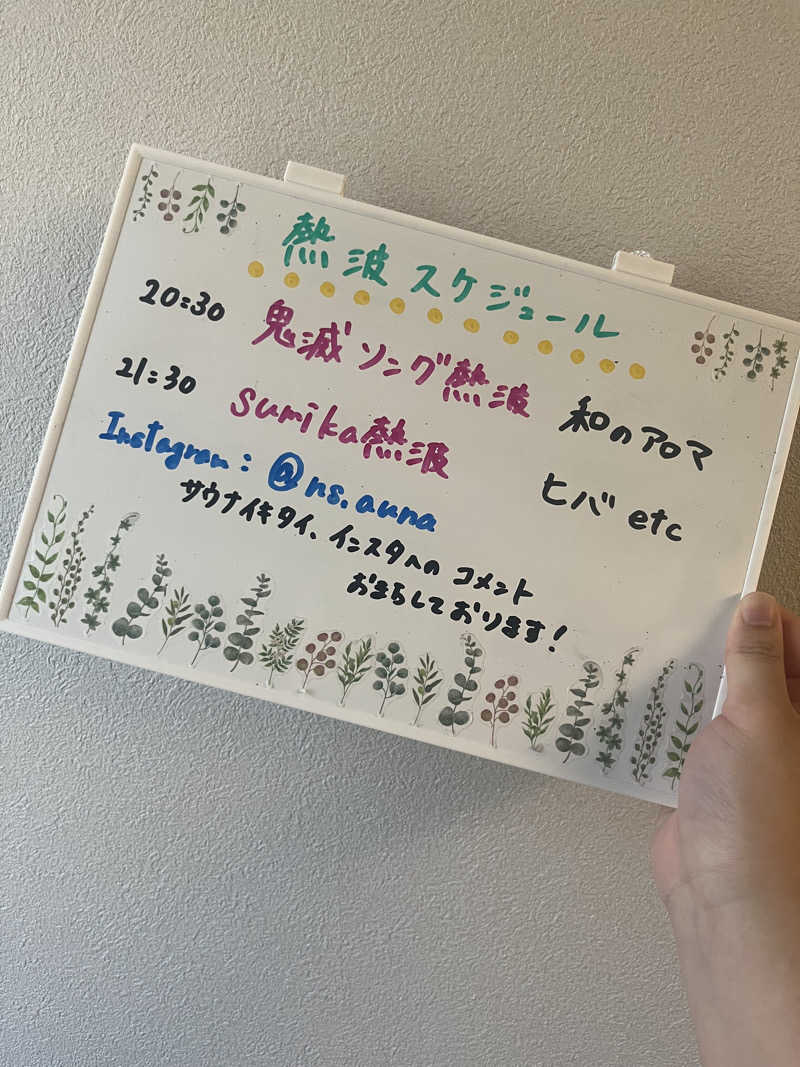 熱波スケジュール
20:30 鬼滅ソング熱波 和のアロマ
21:30 sumika熱波 ヒバ etc
Instagram: @ns.auna
サウナイキタイ、インスタへのコメント
おまちしております!